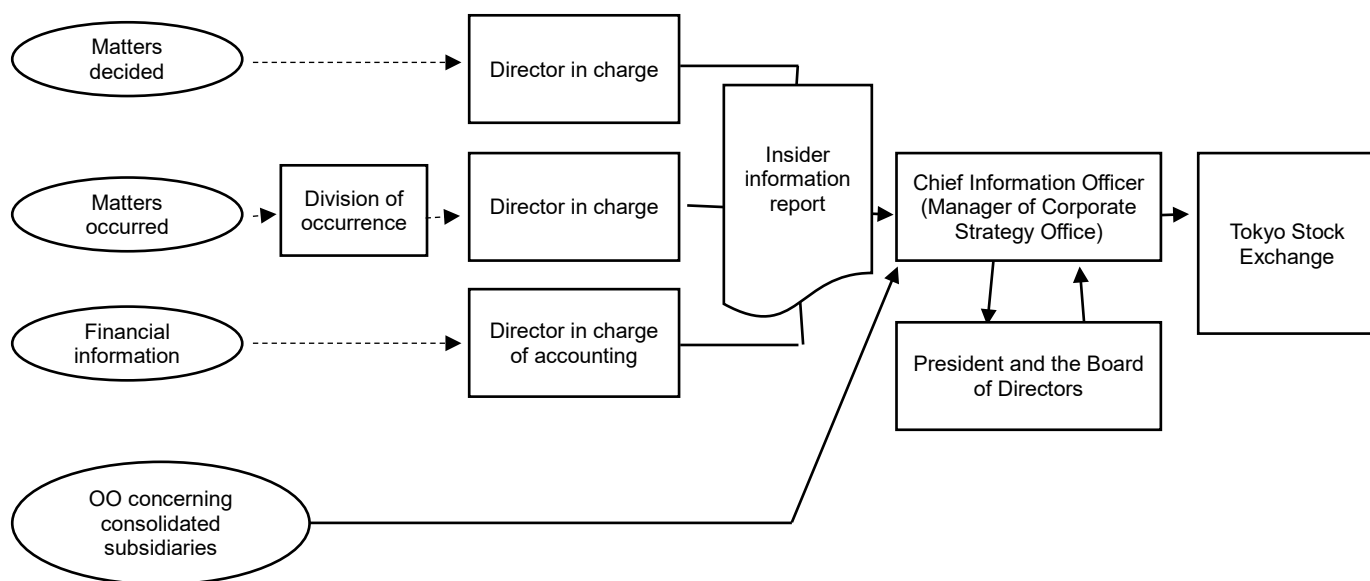 Matters
decided
Director in charge
Matters
occurred
Division of
occurrence
Director in charge
Financial
information
Director in charge
of accounting
Insider
information
report
Chief Information Officer
(Manager of Corporate
Strategy Office)
President and the Board
of Directors
Tokyo Stock
Exchange
OO concerning
consolidated
subsidiaries